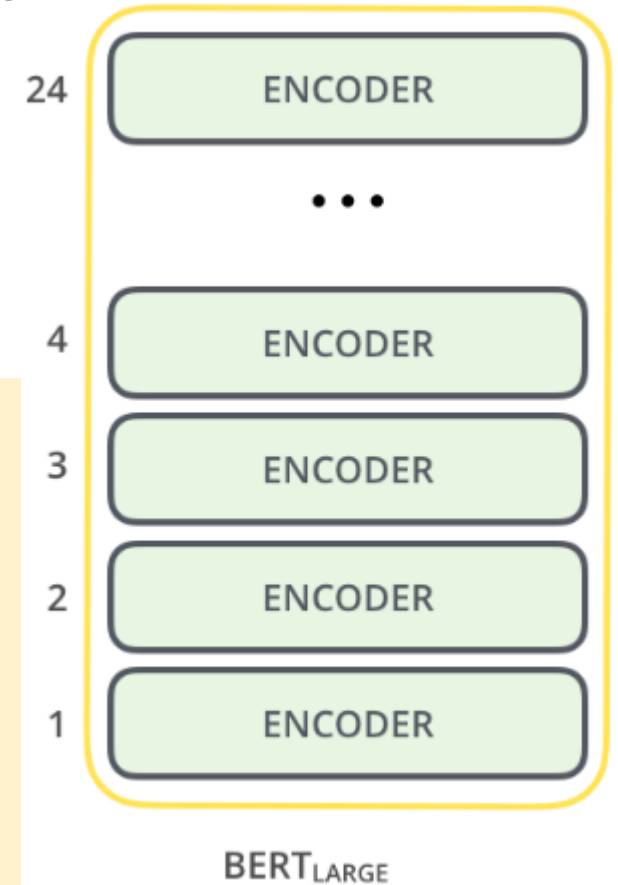 24 ENCODER
...
4 ENCODER
3 ENCODER
2 ENCODER
1 ENCODER
BERTLARGE